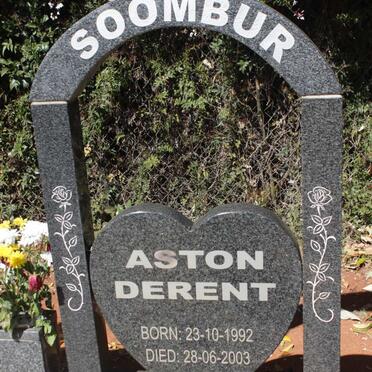 SOOMBUR
ASTON
DERENT
BORN: 23-10-1992
DIED: 28-06-2003